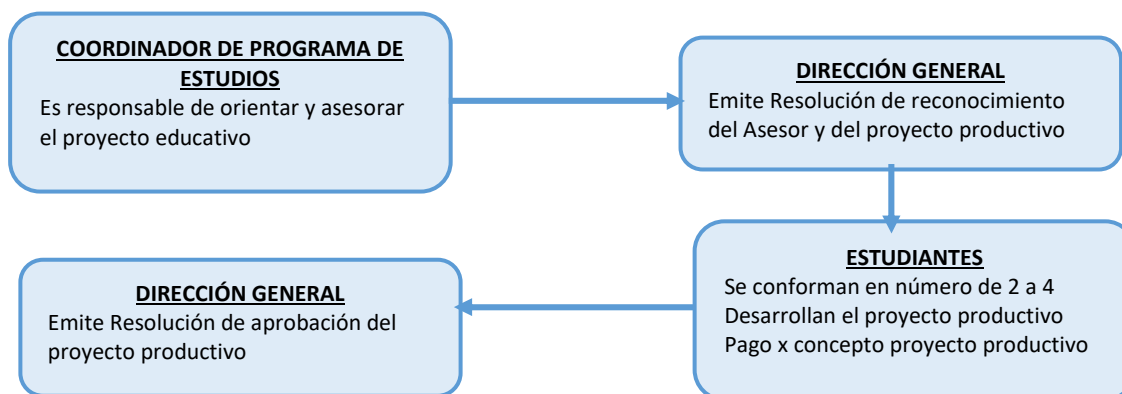 COORDINADOR DE PROGRAMA DE
ESTUDIOS
Es responsable de orientar y asesorar
el proyecto educativo
DIRECCIÓN GENERAL
Emite Resolución de reconocimiento
del Asesor y del proyecto productivo
ESTUDIANTES
Se conforman en número de 2 a 4
Desarrollan el proyecto productivo
Pago x concepto proyecto productivo
DIRECCIÓN GENERAL
Emite Resolución de aprobación del
proyecto productivo